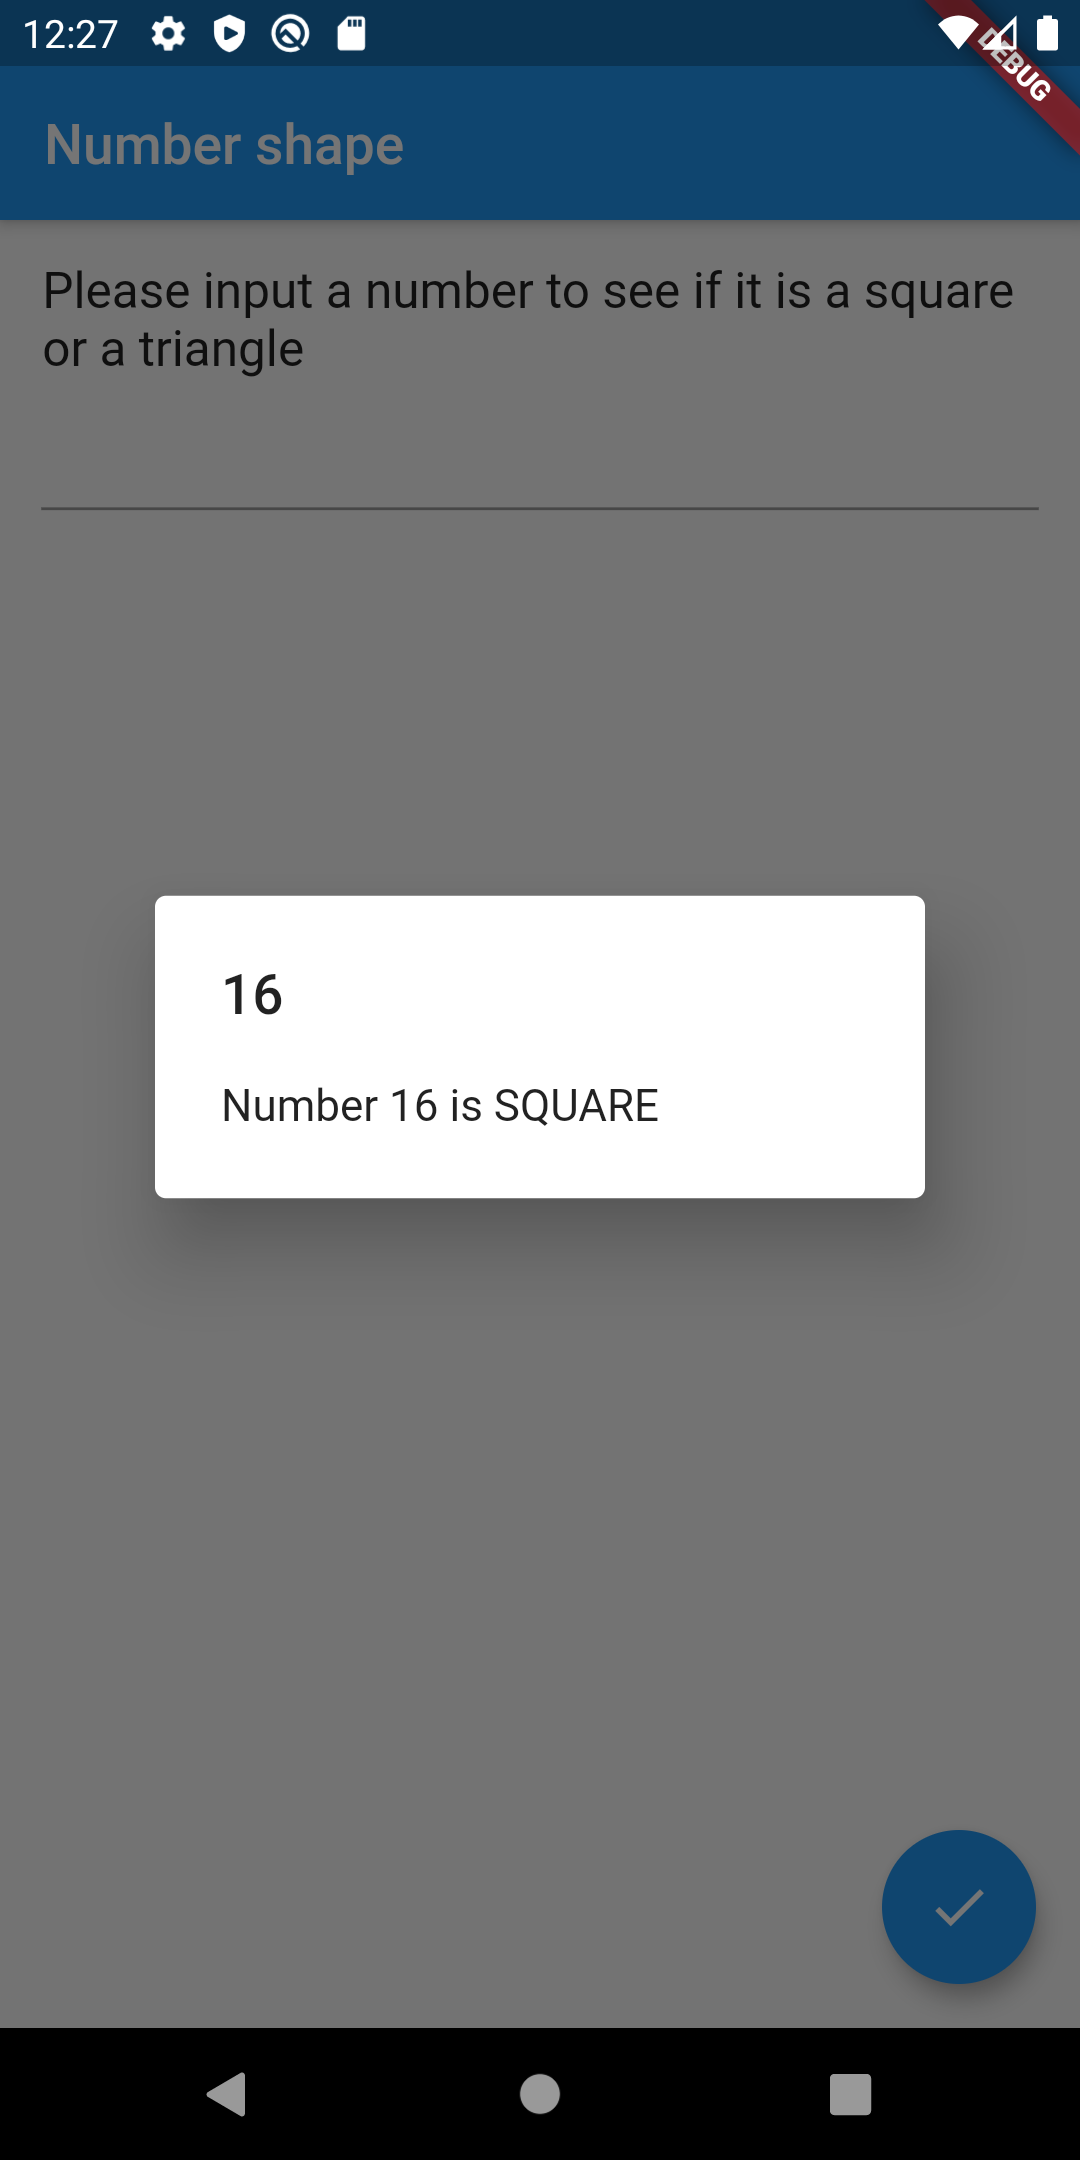 12:27
DEBUG
Number shape
Please input a number to see if it is a square
or a triangle
16
Number 16 is SQUARE